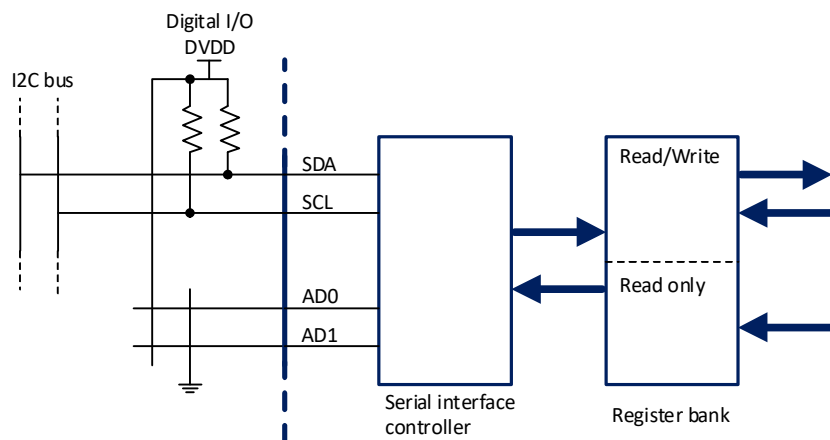 Digital I/O
DVDD
I2C bus
SDA
SCL
AD0
AD1
Read/Write
Read only
Serial interface
controller
Register bank